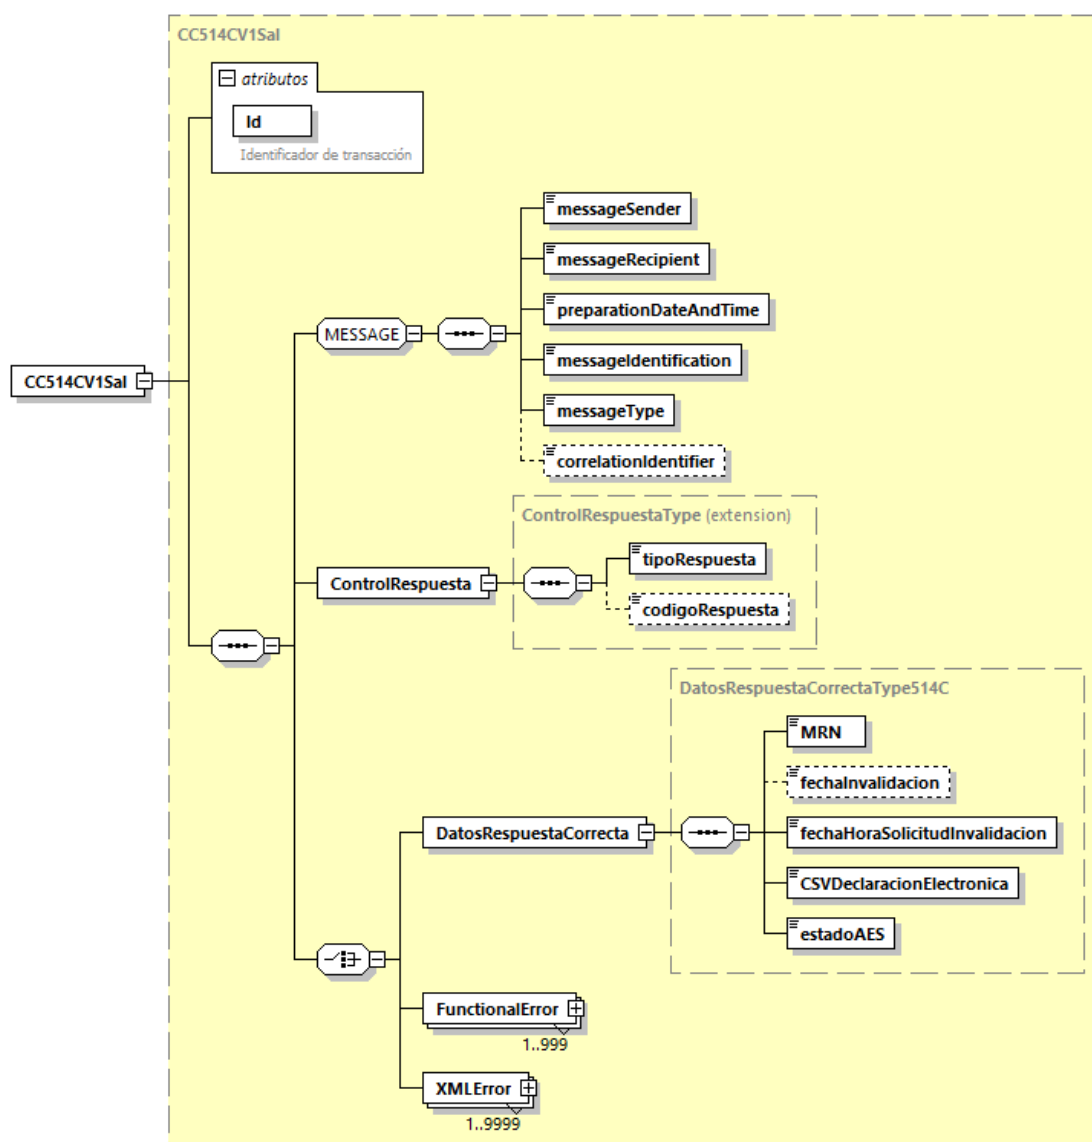 CC514CV1Sal
atributos
Id
Identificador de transacción
messageSender
messageRecipient
MESSAGE
preparationDateAndTime
messageIdentification
CC514CV1Sal
messageType
correlationIdentifier
ControlRespuestaType (extension)
tipoRespuesta
ControlRespuesta
codigoRespuesta
DatosRespuestaCorrectaType514C
MRN
fechaInvalidacion
DatosRespuestaCorrecta
fechaHoraSolicitudInvalidacion
CSVDeclaracionElectronica
estadoAES
FunctionalError
1..999
XMLError
1..9999